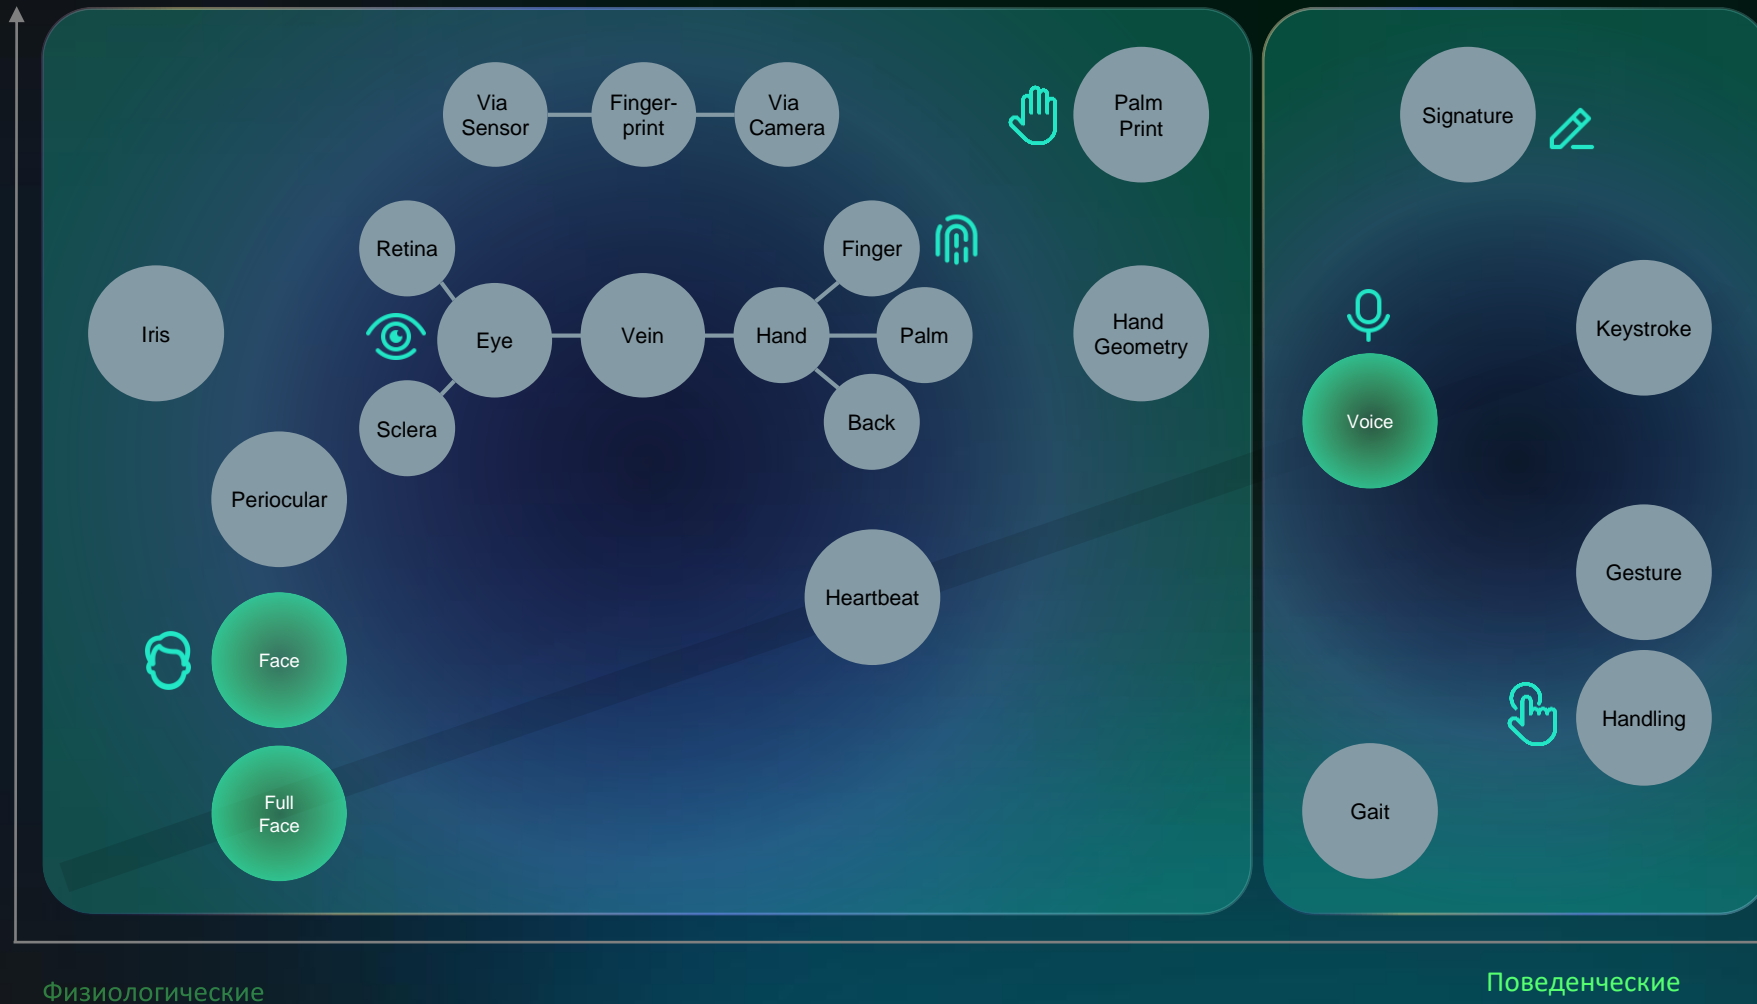 Via
Sensor
Finger-
print
Via
Camera
Palm
Print
Signature
Retina
Finger
Iris
Eye
Vein
Hand
Palm
Hand
Geometry
Keystroke
Sclera
Back
Voice
Periocular
Heartbeat
Gesture
Face
Handling
Full
Face
Gait
Физиологические
Поведенческие